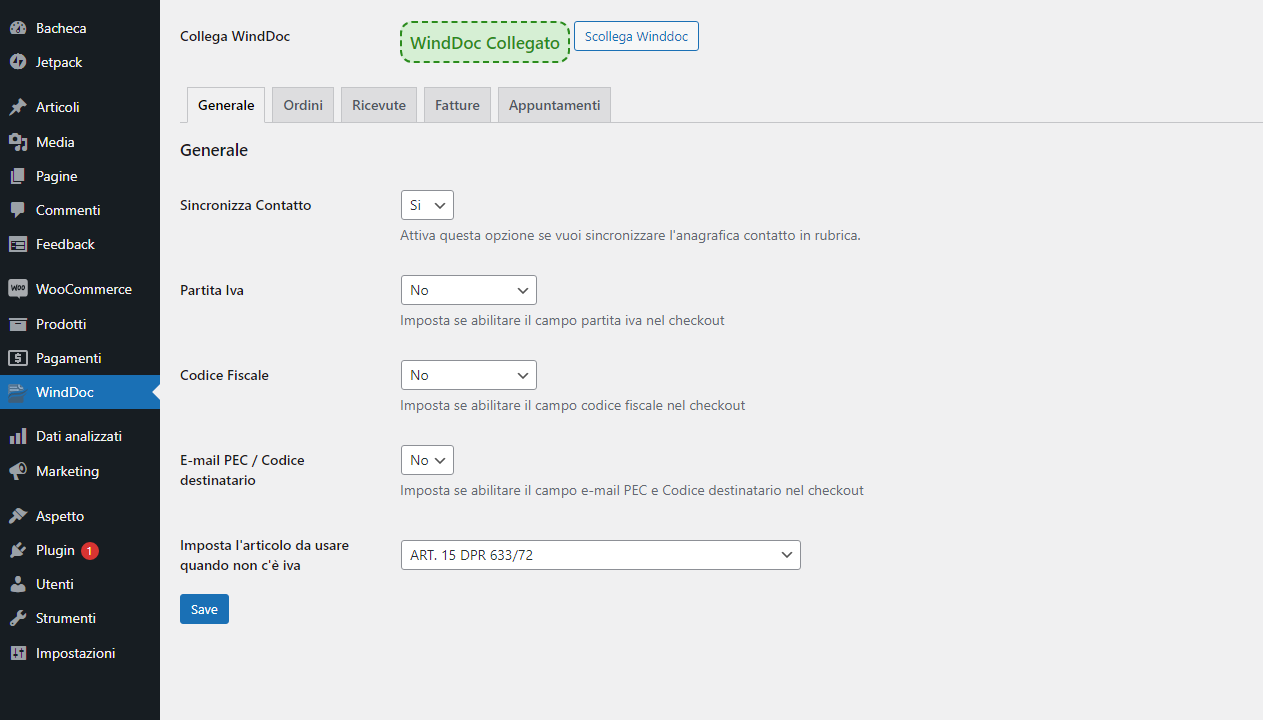 Bacheca
Jetpack
Articoli
Media
Pagine
Commenti
Feedback
WOO WooCommerce
Prodotti
Pagamenti
WindDoc
Dati analizzati
Marketing
Aspetto
Plugin 1
Utenti
Strumenti
Impostazioni
Collega WindDoc
WindDoc Collegato
Scollega Winddoc
Generale Ordini Ricevute Fatture Appuntamenti
Generale
Sincronizza Contatto
Si
Attiva questa opzione se vuoi sincronizzare l'anagrafica contatto in rubrica.
Partita Iva
No
Imposta se abilitare il campo partita iva nel checkout
Codice Fiscale
No
Imposta se abilitare il campo codice fiscale nel checkout
E-mail PEC / Codice
destinatario
No
Imposta se abilitare il campo e-mail PEC e Codice destinatario nel checkout
Imposta l'articolo da usare
quando non c'è iva
ART. 15 DPR 633/72
Save